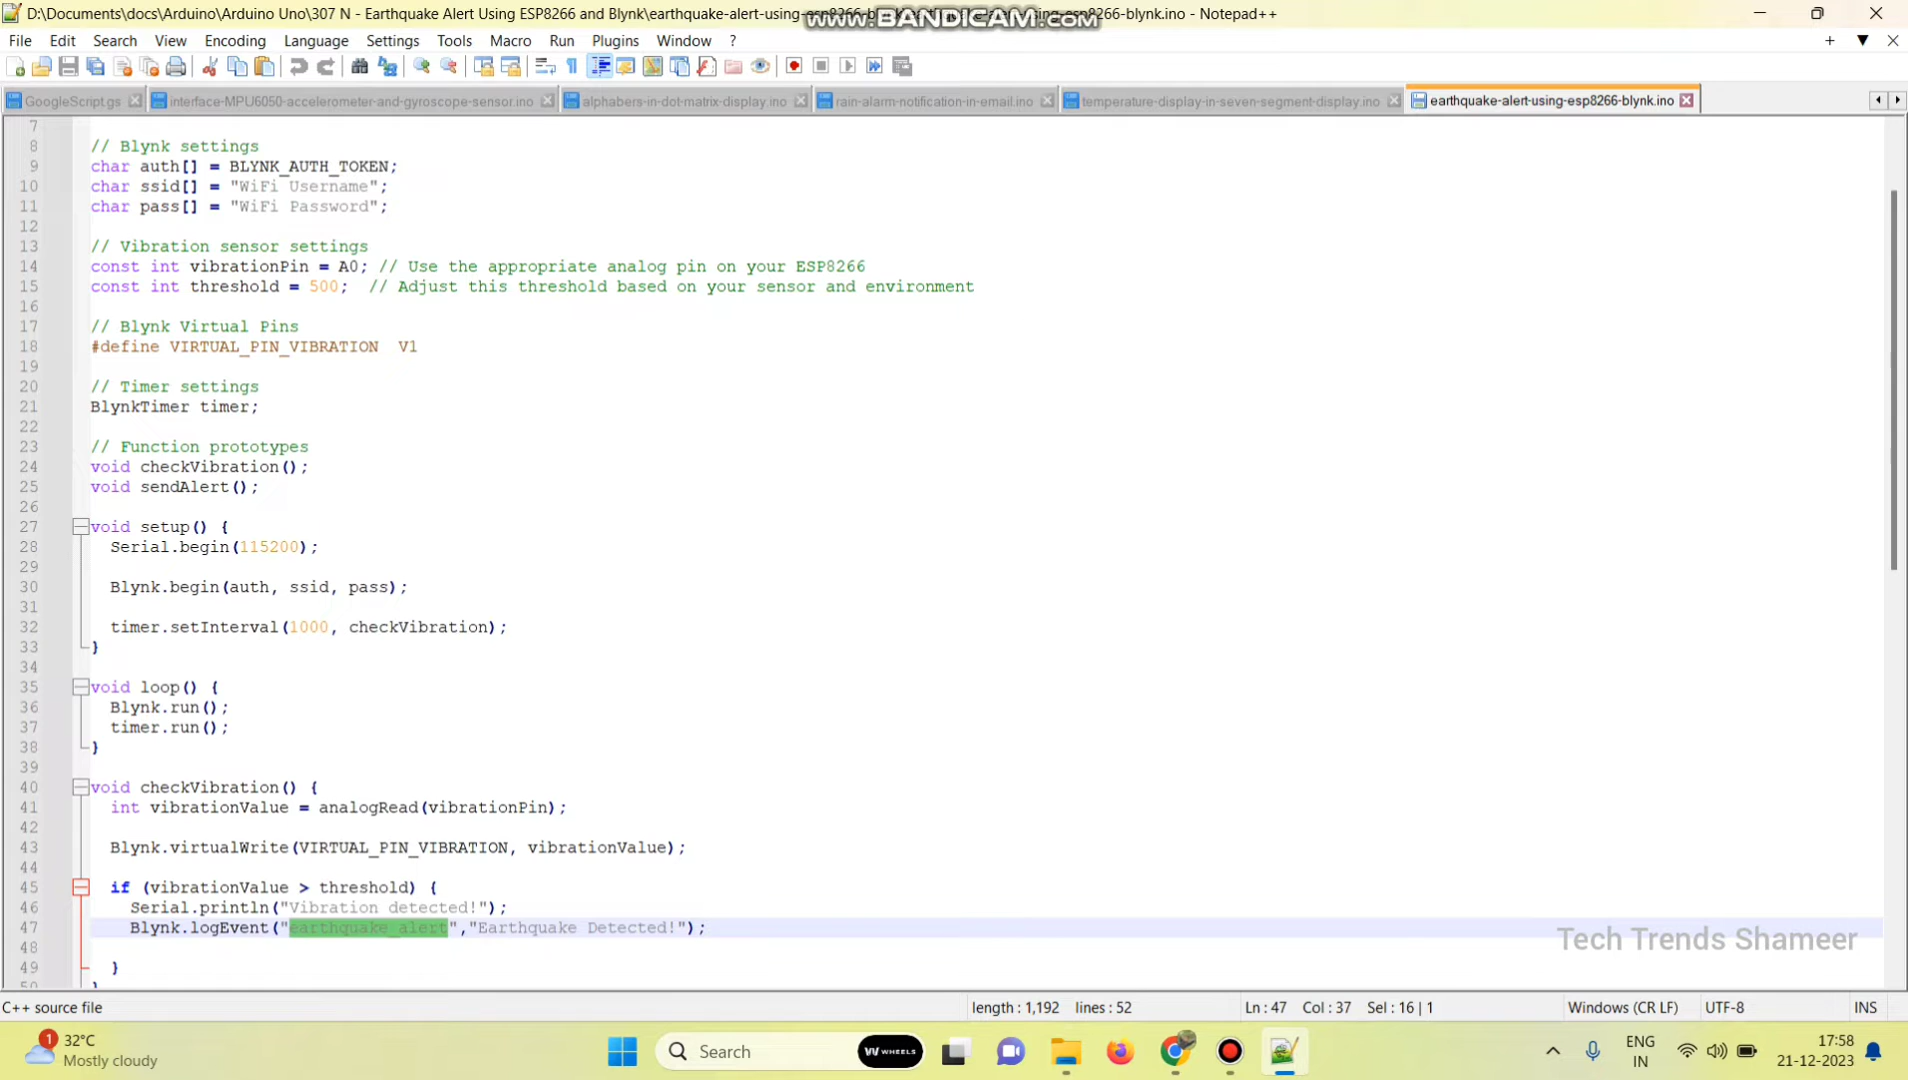 D:\Documents\docs\Arduino\Arduino Uno\307 N - Earthquake Alert Using ESP8266 and Blynk\earthquake-alert-using-esp8266-blynk\earthquake-alert-using-esp8266-blynk.ino - Notepad++
www.BANDICAM.com
File Edit Search View Encoding Language Settings Tools Macro Run Plugins Window ?
GoogleScript.gs interface-MPU6050-accelerometer-and-gyroscope-sensor.ino alphabers-in-dot-matrix-display.ino rain-alarm-notification-in-email.ino temperature-display-in-seven-segment-display.ino earthquake-alert-using-esp8266-blynk.ino
7
8 // Blynk settings
9 char auth[] = BLYNK_AUTH_TOKEN;
10 char ssid[] = "WiFi Username";
11 char pass[] = "WiFi Password";
12
13 // Vibration sensor settings
14 const int vibrationPin = A0; // Use the appropriate analog pin on your ESP8266
15 const int threshold = 500;  // Adjust this threshold based on your sensor and environment
16
17 // Blynk Virtual Pins
18 #define VIRTUAL_PIN_VIBRATION  V1
19
20 // Timer settings
21 BlynkTimer timer;
22
23 // Function prototypes
24 void checkVibration();
25 void sendAlert();
26
27 void setup() {
28 Serial.begin(115200);
29
30 Blynk.begin(auth, ssid, pass);
31
32 timer.setInterval(1000, checkVibration);
33 }
34
35 void loop() {
36 Blynk.run();
37 timer.run();
38 }
39
40 void checkVibration() {
41 int vibrationValue = analogRead(vibrationPin);
42
43 Blynk.virtualWrite(VIRTUAL_PIN_VIBRATION, vibrationValue);
44
45 if (vibrationValue > threshold) {
46 Serial.println("Vibration detected!");
47 Blynk.logEvent("earthquake_alert","Earthquake Detected!");
48
49 }
50 }
Tech Trends Shameer
C++ source file length : 1,192 lines : 52 Ln : 47 Col : 37 Sel : 16 | 1 Windows (CR LF) UTF-8 INS
1
32°C
Mostly cloudy
Search
WHEELS
ENG
IN
17:58
21-12-2023